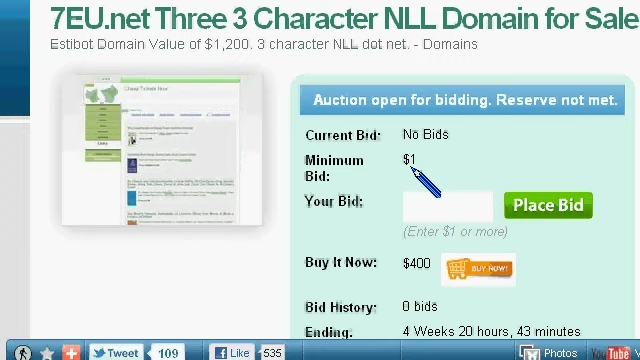 7EU.net Three 3 Character NLL Domain for Sale
Estibot Domain Value of $1,200. 3 character NLL dot net. - Domains
Auction open for bidding. Reserve not met.
Current Bid: No Bids
Minimum Bid: $1
Your Bid: Place Bid
(Enter $1 or more)
Buy It Now: $400 BUY NOW!
Bid History: 0 bids
Ending: 4 Weeks 20 hours, 43 minutes
Tweet 109 Like 535 Photos YouTube V